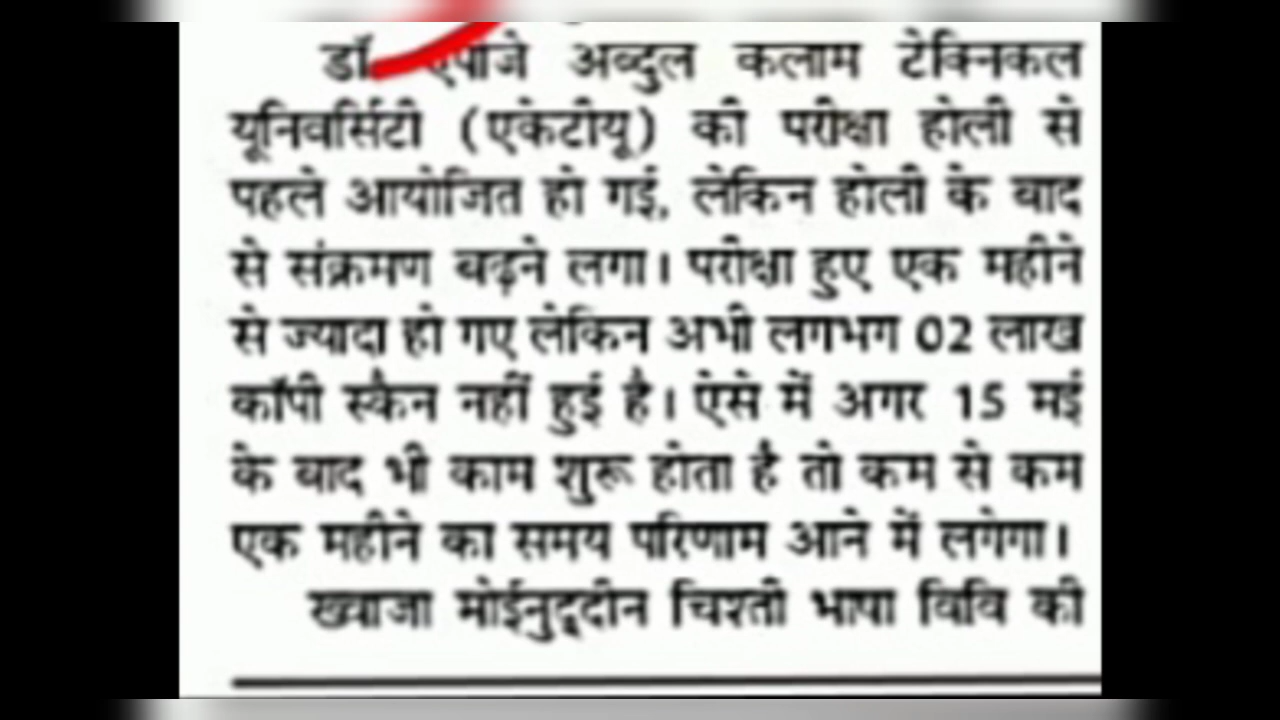 डॉ एपीजे अब्दुल कलाम टेक्निकल
यूनिवर्सिटी (एकेटीयू) की परीक्षा होली से
पहले आयोजित हो गई, लेकिन होली के बाद
से संक्रमण बढ़ने लगा। परीक्षा हुए एक महीने
से ज्यादा हो गए लेकिन अभी लगभग 02 लाख
कॉपी स्कैन नहीं हुई है। ऐसे में अगर 15 मई
के बाद भी काम शुरू होता है तो कम से कम
एक महीने का समय परिणाम आने में लगेगा।
ख्वाजा मोईनुद्दीन चिश्ती भाषा विवि की